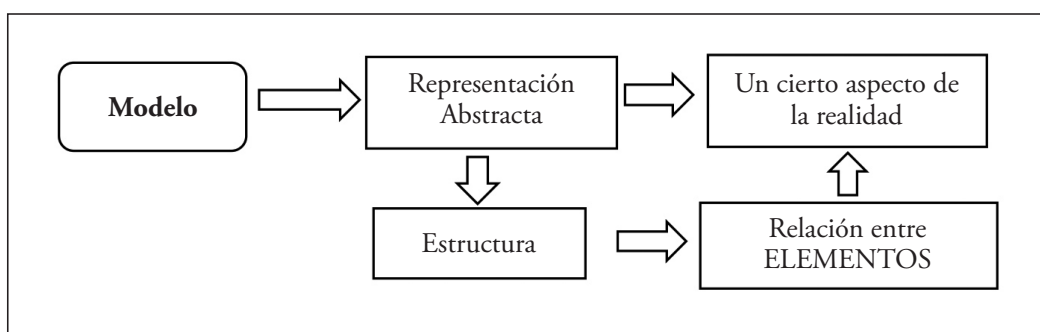 Modelo
Representación
Abstracta
Un cierto aspecto de
la realidad
Estructura
Relación entre
ELEMENTOS